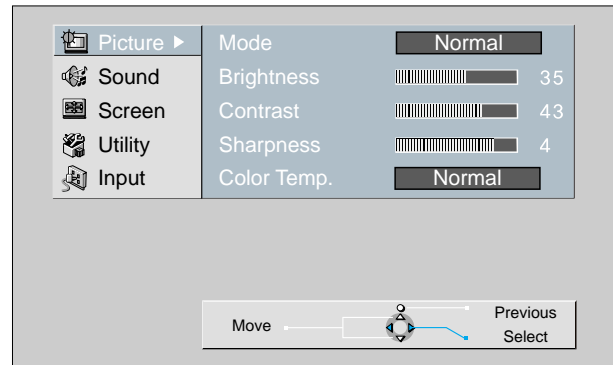 Picture ▶ Mode Normal
Sound Brightness 35
Screen Contrast 43
Utility Sharpness 4
Input Color Temp. Normal
Move Previous
Select